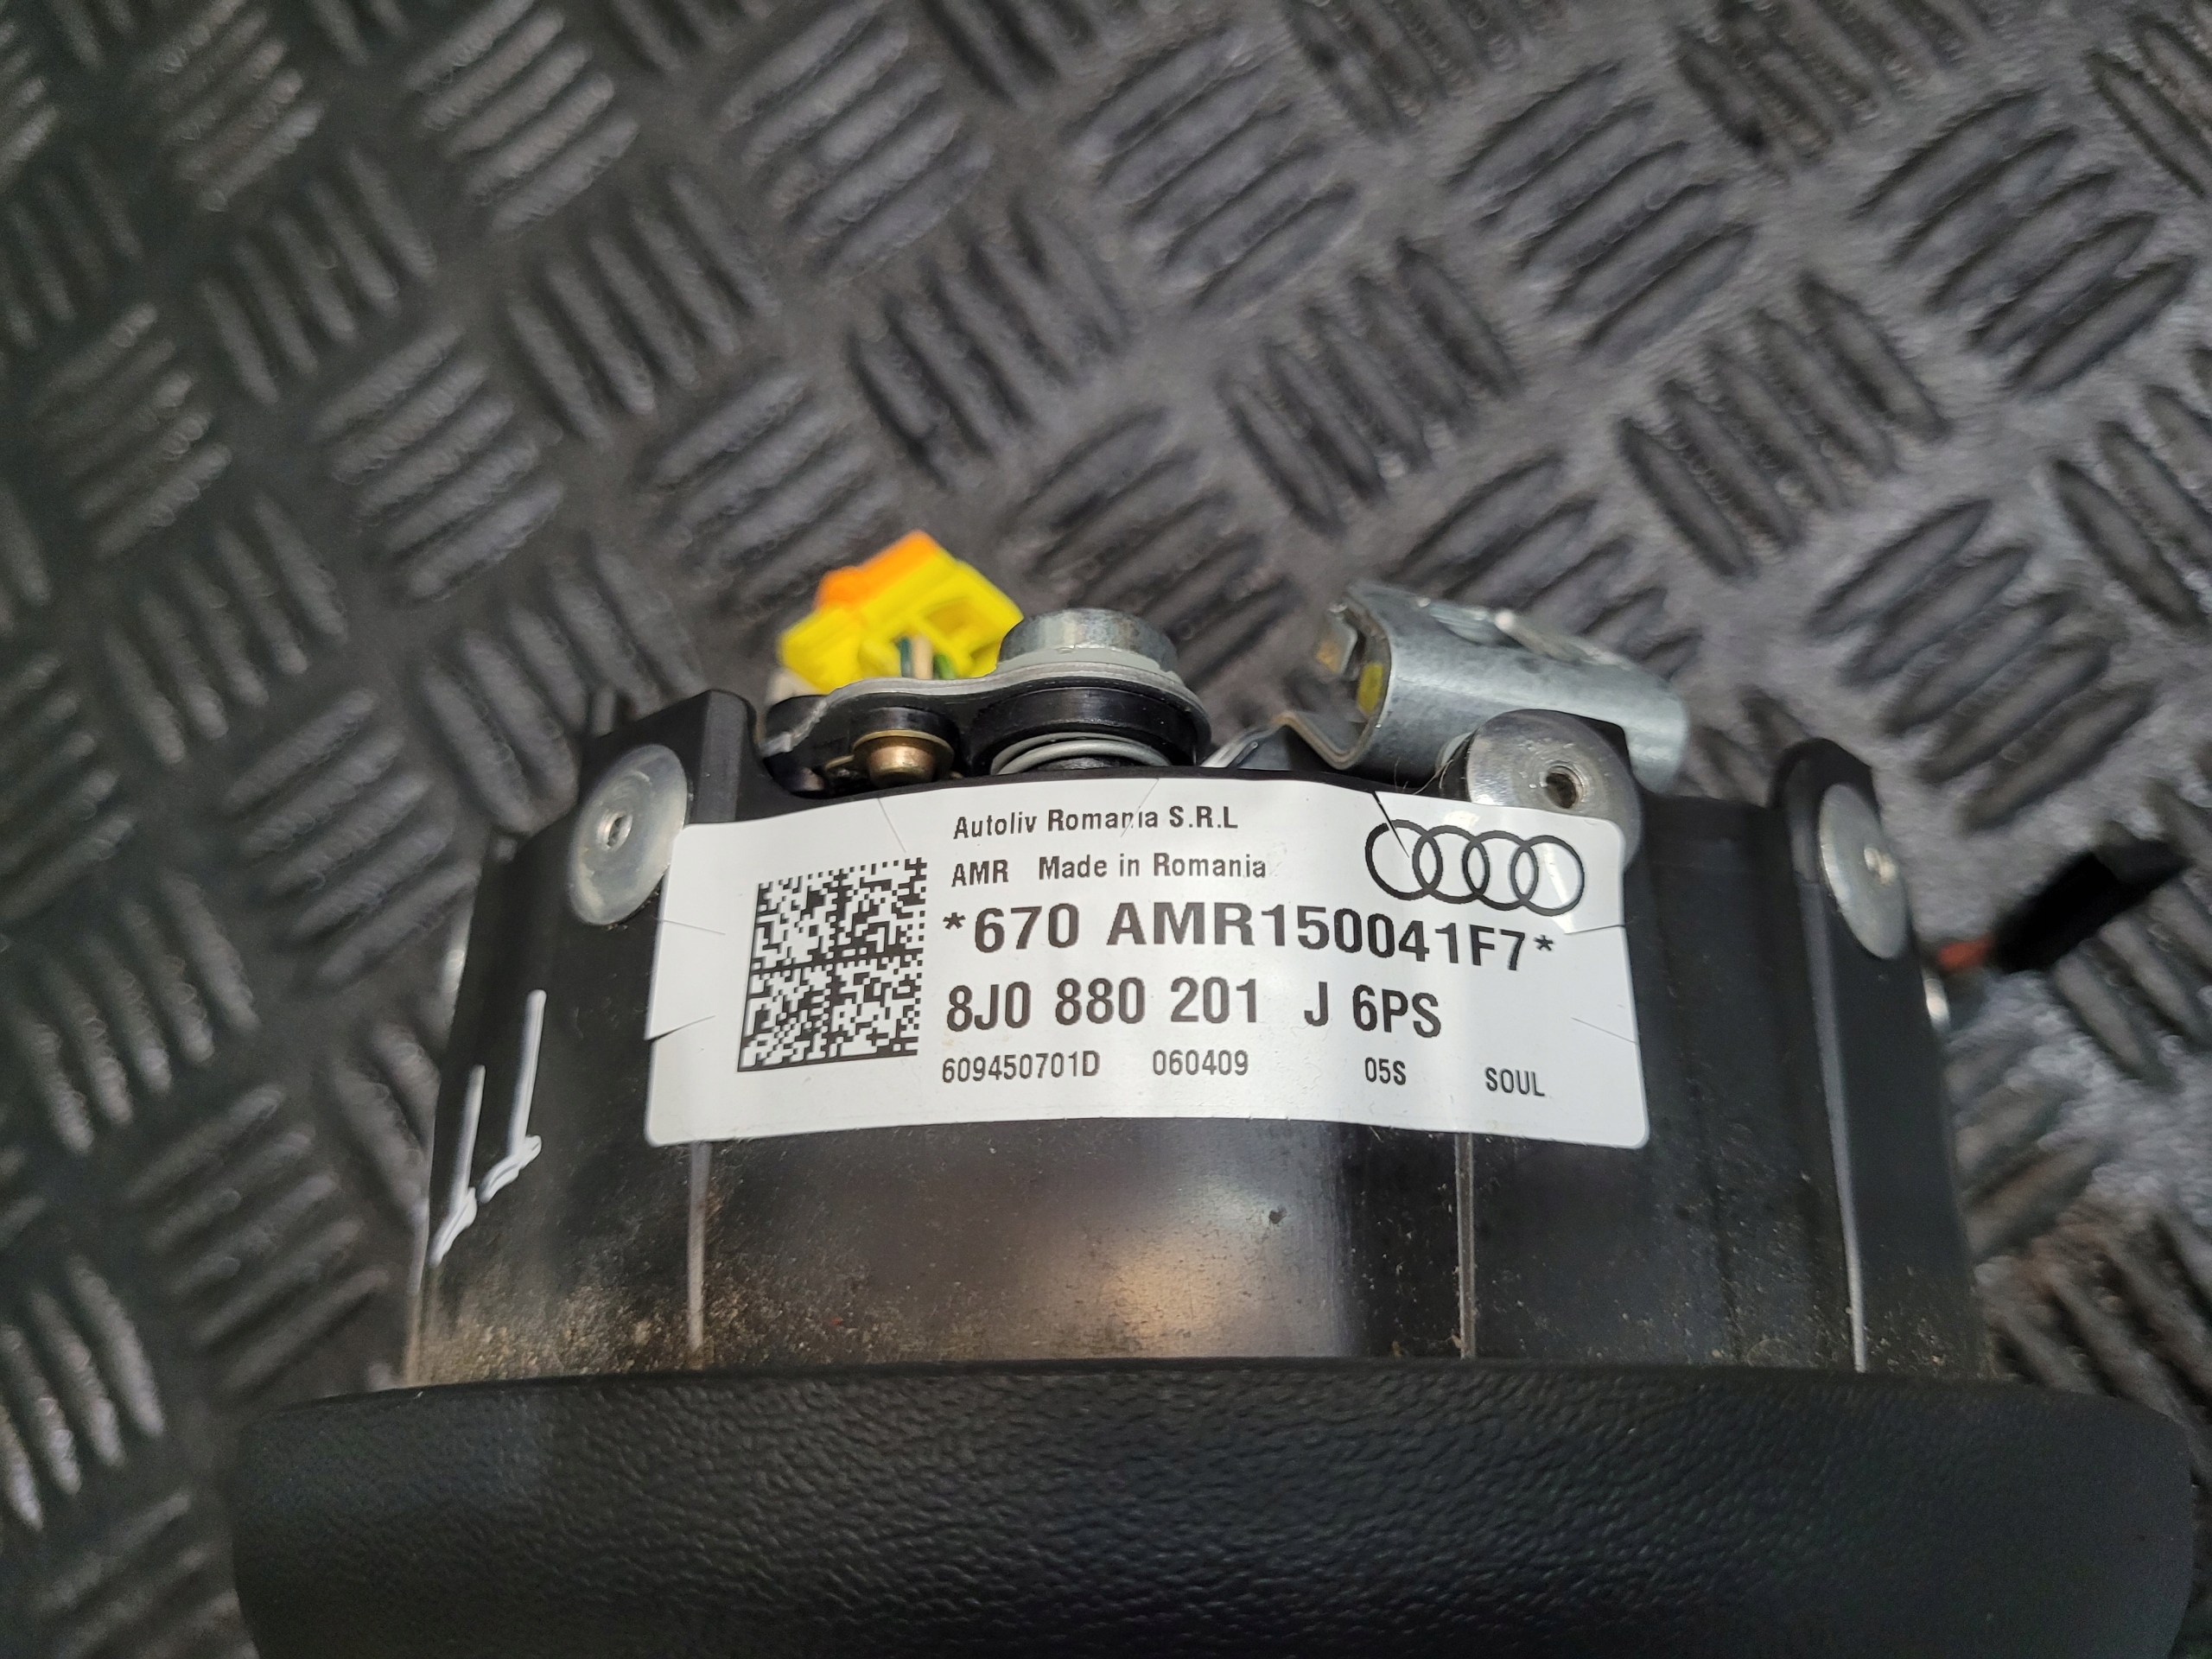 Autoliv Romania S.R.L
AMR Made in Romania
*670 AMR150041F7*
8J0 880 201 J 6PS
609450701D 060409 05S SOUL